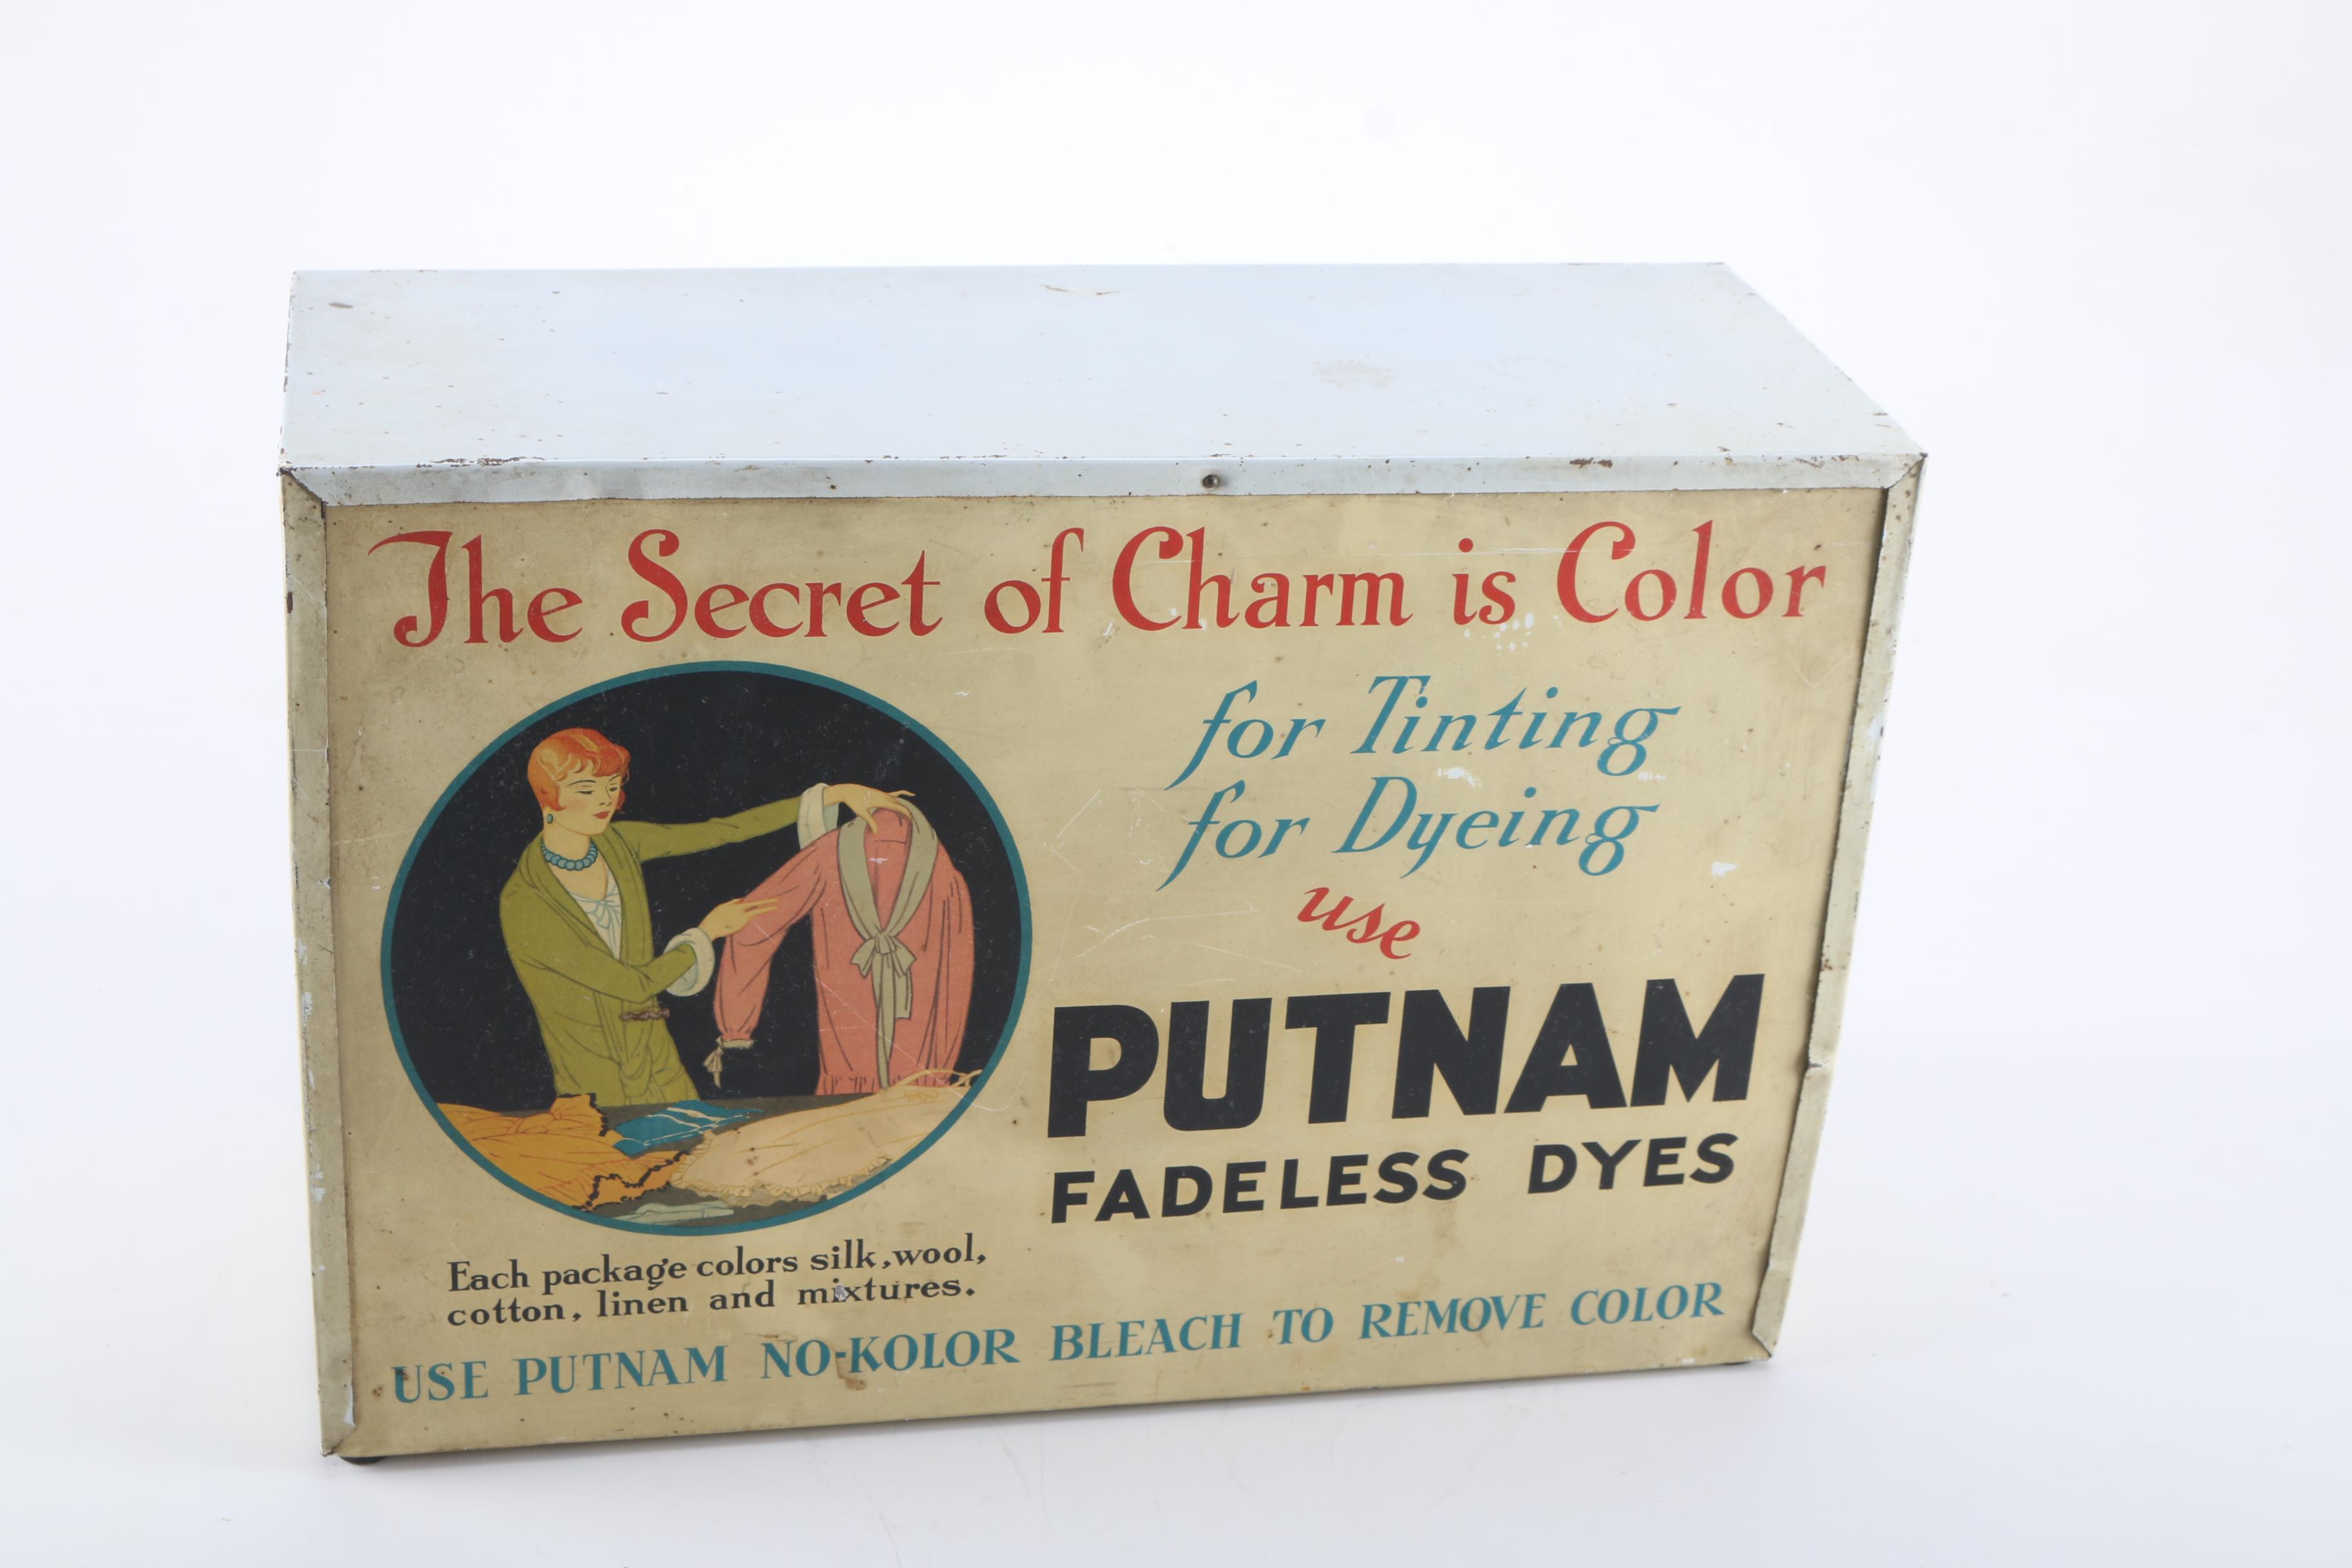 The Secret of Charm is Color
for Tinting
for Dyeing
use
PUTNAM
FADELESS DYES
Each package colors silk, wool,
cotton, linen and mixtures.
USE PUTNAM NO-KOLOR BLEACH TO REMOVE COLOR